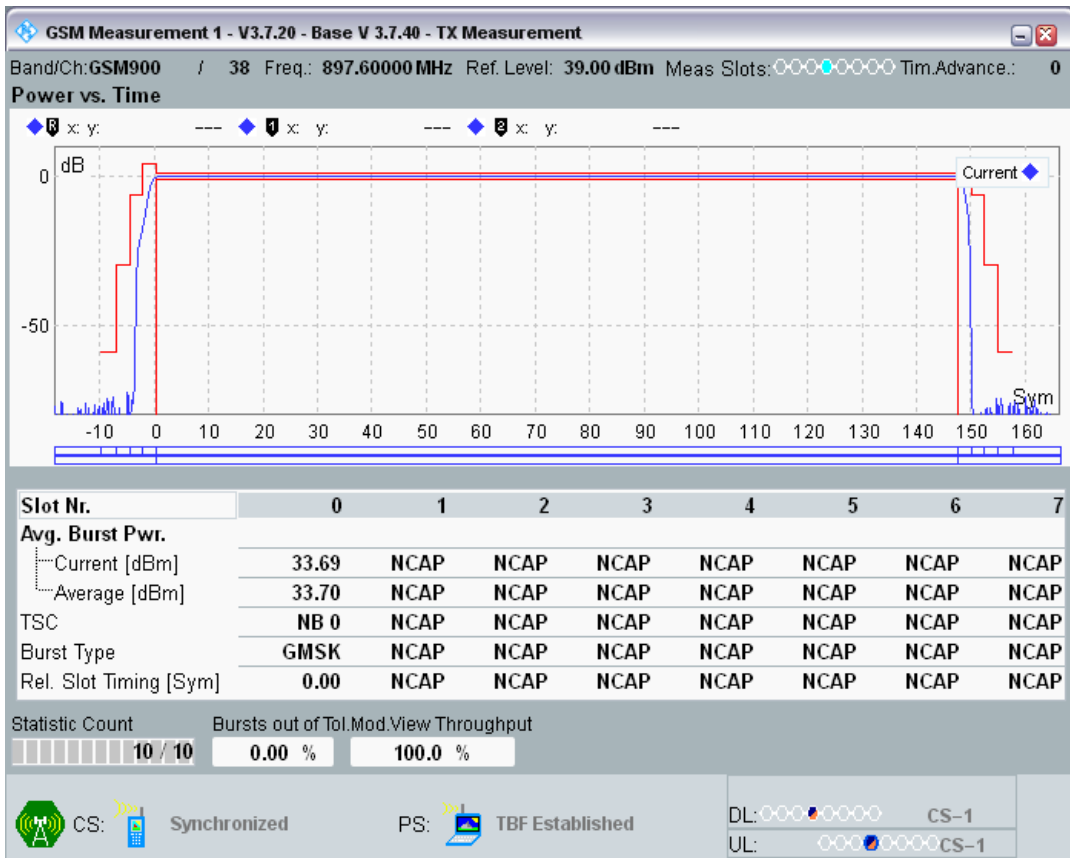 GSM Measurement 1 - V3.7.20 - Base V 3.7.40 - TX Measurement
Band/Ch:GSM900 / 38 Freq.: 897.60000 MHz Ref. Level: 39.00 dBm Meas Slots: Tim.Advance.: 0
Power vs. Time
R x: y: --- 1 x: y: --- 2 x: y: ---
dB
Current
0
-50
Sym
-10 0 10 20 30 40 50 60 70 80 90 100 110 120 130 140 150 160
Slot Nr. 0 1 2 3 4 5 6 7
Avg. Burst Pwr.
Current [dBm] 33.69 NCAP NCAP NCAP NCAP NCAP NCAP NCAP
Average [dBm] 33.70 NCAP NCAP NCAP NCAP NCAP NCAP NCAP
TSC NB 0 NCAP NCAP NCAP NCAP NCAP NCAP NCAP
Burst Type GMSK NCAP NCAP NCAP NCAP NCAP NCAP NCAP
Rel. Slot Timing [Sym] 0.00 NCAP NCAP NCAP NCAP NCAP NCAP NCAP
Statistic Count Bursts out of Tol.Mod.View Throughput
10 / 10 0.00 % 100.0 %
CS: Synchronized PS: TBF Established
DL: CS-1
UL: CS-1